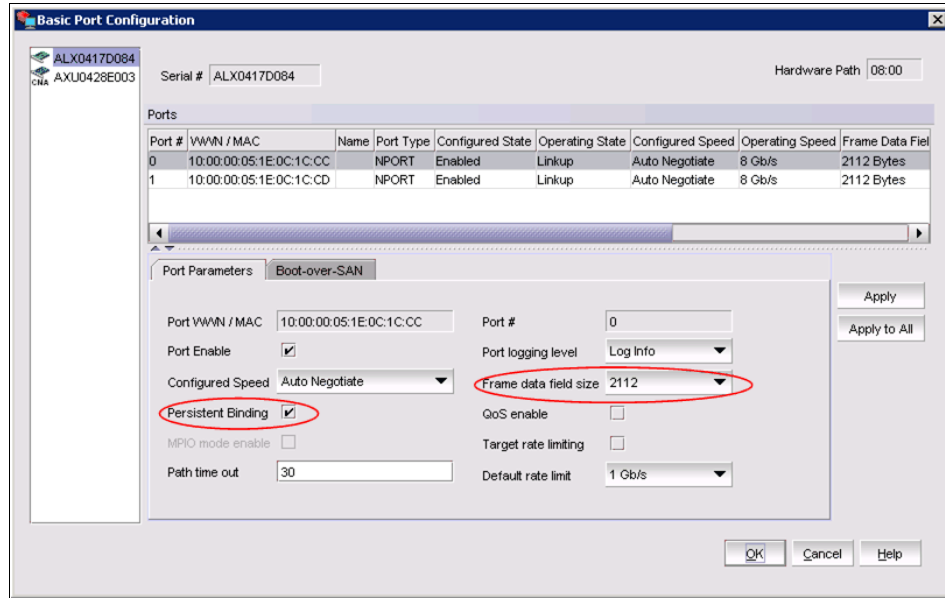 Basic Port Configuration
ALX0417D084
CNA AXU0428E003
Serial # ALX0417D084
Hardware Path 08:00
Ports
Port # WWN / MAC Name Port Type Configured State Operating State Configured Speed Operating Speed Frame Data Fiel
0 10:00:00:05:1E:0C:1C:CC NPORT Enabled Linkup Auto Negotiate 8 Gb/s 2112 Bytes
1 10:00:00:05:1E:0C:1C:CD NPORT Enabled Linkup Auto Negotiate 8 Gb/s 2112 Bytes
Port Parameters Boot-over-SAN
Port WWN / MAC 10:00:00:05:1E:0C:1C:CC Port # 0
Port Enable Port logging level Log Info
Configured Speed Auto Negotiate Frame data field size 2112
Persistent Binding QoS enable
MPIO mode enable Target rate limiting
Path time out 30 Default rate limit 1 Gb/s
Apply
Apply to All
OK Cancel Help